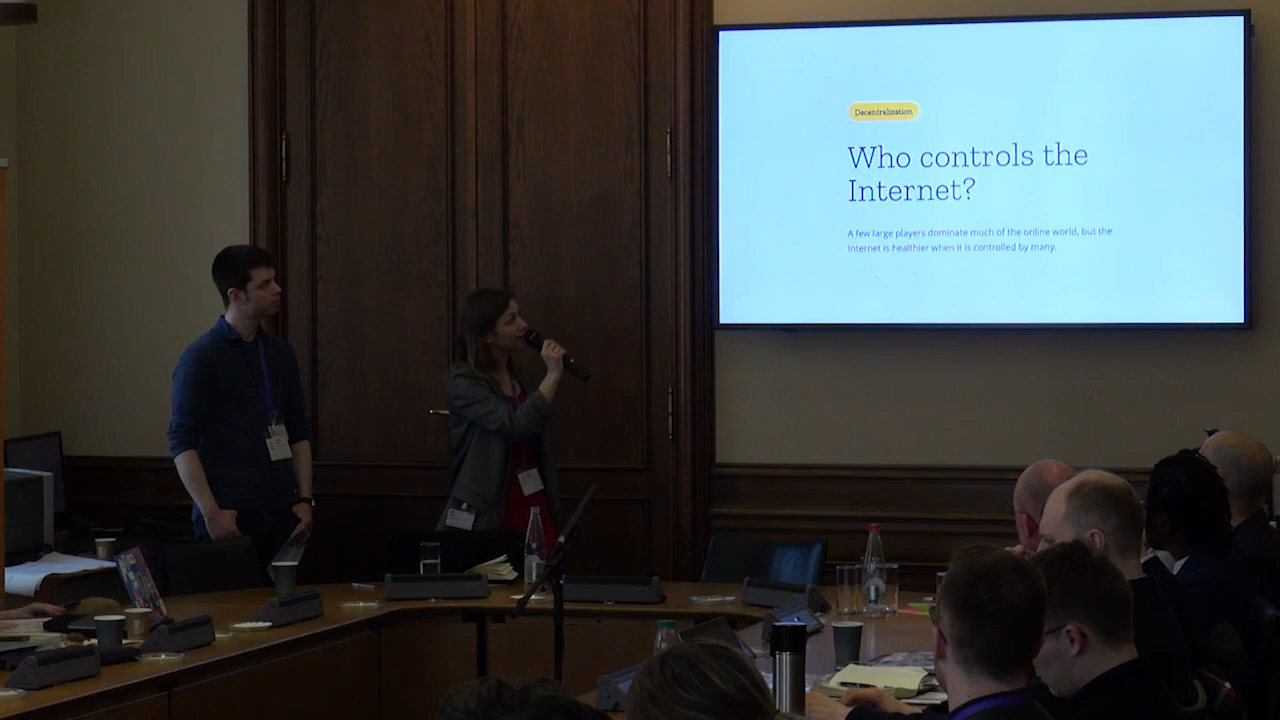 Decentralization
Who controls the
Internet?
A few large players dominate much of the online world, but the
Internet is healthier when it is controlled by many.